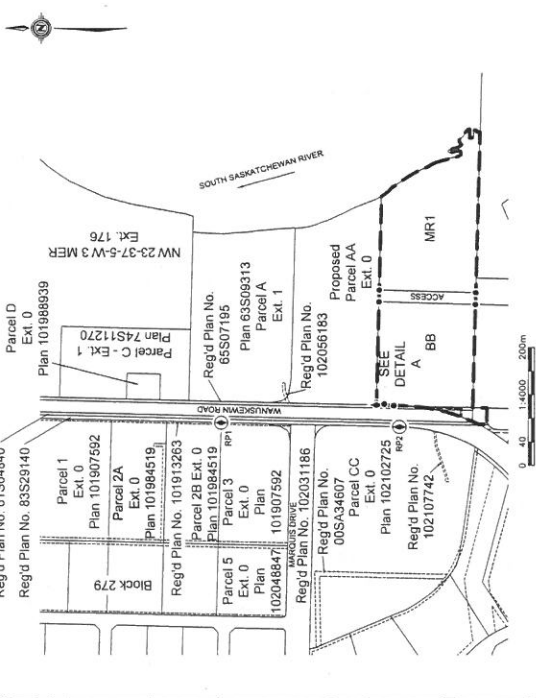 N
Reg'd Plan No. 83S29140
Parcel D
Ext. 0
Plan 101988939
Parcel C - Ext. 1
Plan 74S11270
NW 23-37-5-W 3 MER
Ext. 176
SOUTH SASKATCHEWAN RIVER
Parcel 1
Ext. 0
Plan 101907592
Parcel 2A
Ext. 0
Plan 101984519
Block 279
Reg'd Plan No. 101913263
Parcel 2B Ext. 0
Plan 101984519
Parcel 3
Ext. 0
Plan
101907592
Parcel 5
Ext. 0
Plan
102048847
RP1
WANUSKEWIN ROAD
Reg'd Plan No.
65S07195
Plan 63S09313
Parcel A
Ext. 1
Reg'd Plan No.
102056183
MARQUIS DRIVE
Reg'd Plan No. 102031186
Reg'd Plan No.
00SA34607
Parcel CC
Ext. 0
Plan 102102725
Reg'd Plan No.
102107742
RP2
Proposed
Parcel AA
Ext. 0
SEE
DETAIL
A
BB
ACCESS
MR1
40 0 1:4000 200m